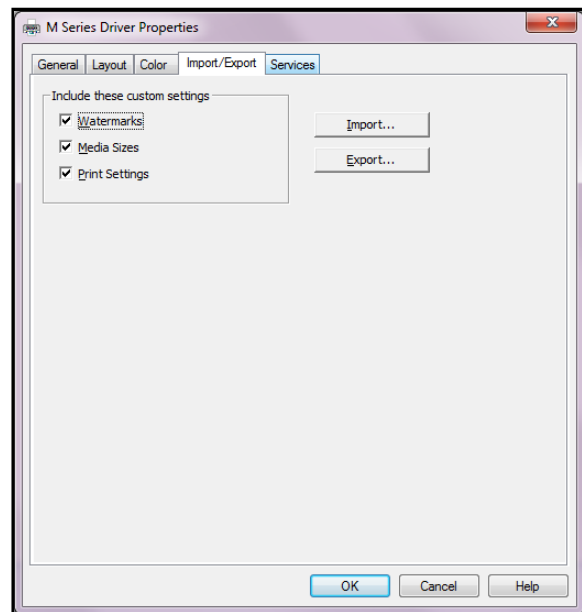 M Series Driver Properties
General Layout Color Import/Export Services
Include these custom settings
Watermarks
Import...
Media Sizes
Export...
Print Settings
OK Cancel Help